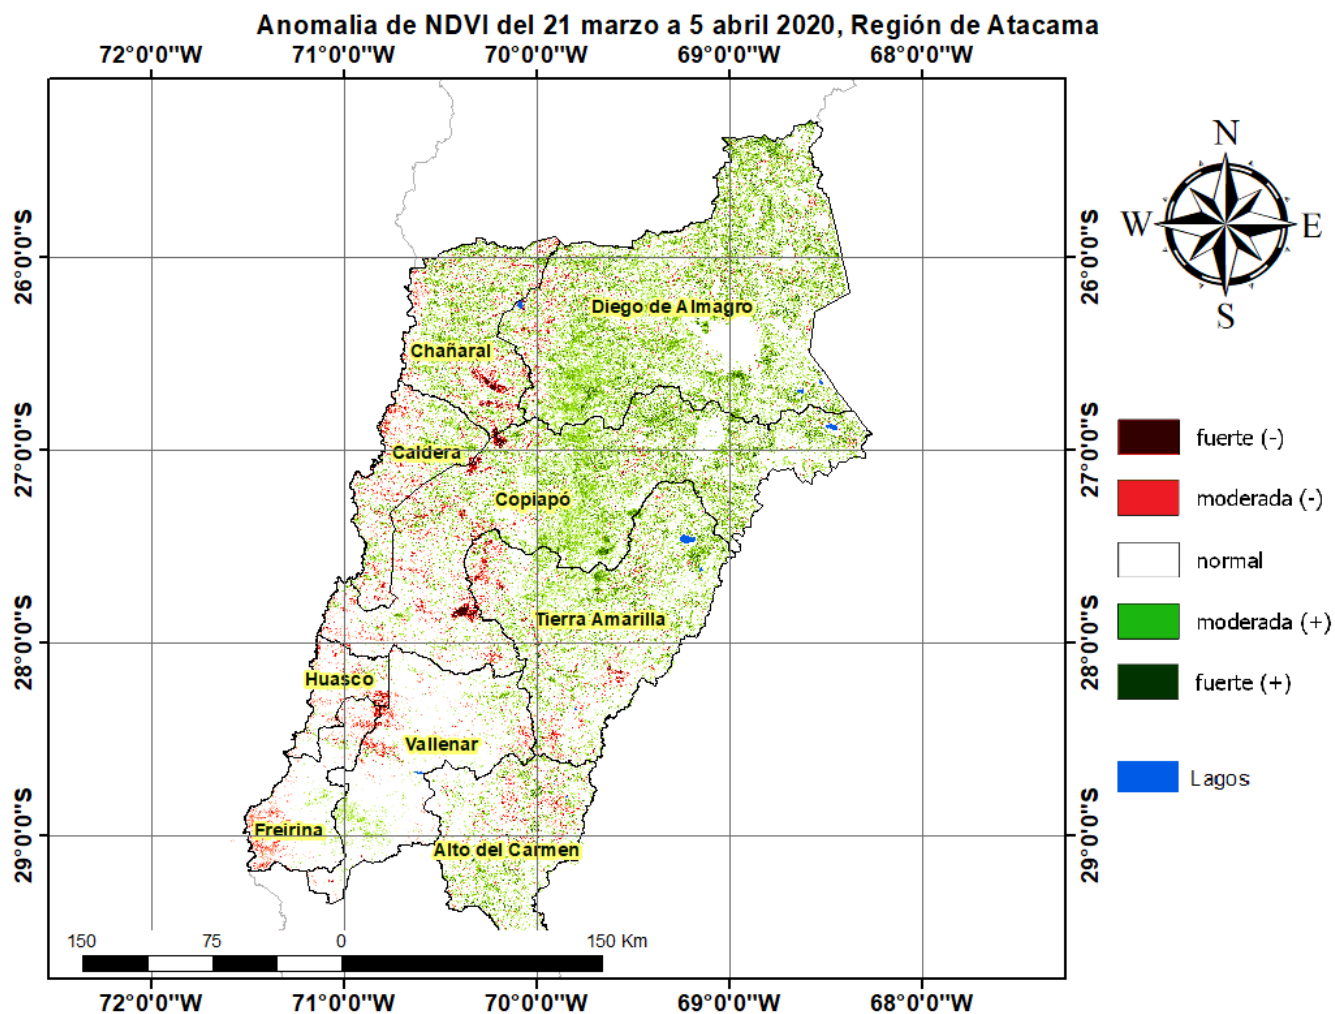 Anomalia de NDVI del 21 marzo a 5 abril 2020, Región de Atacama
72°0'0"W 71°0'0"W 70°0'0"W 69°0'0"W 68°0'0"W
N
W E
S
26°0'0"S 26°0'0"S
Diego de Almagro
Chañaral
27°0'0"S 27°0'0"S
Caldera
Copiapó
fuerte (-)
moderada (-)
normal
moderada (+)
fuerte (+)
Lagos
Tierra Amarilla
28°0'0"S 28°0'0"S
Huasco
Vallenar
29°0'0"S 29°0'0"S
Freirina
Alto del Carmen
150 75 0 150 Km
72°0'0"W 71°0'0"W 70°0'0"W 69°0'0"W 68°0'0"W